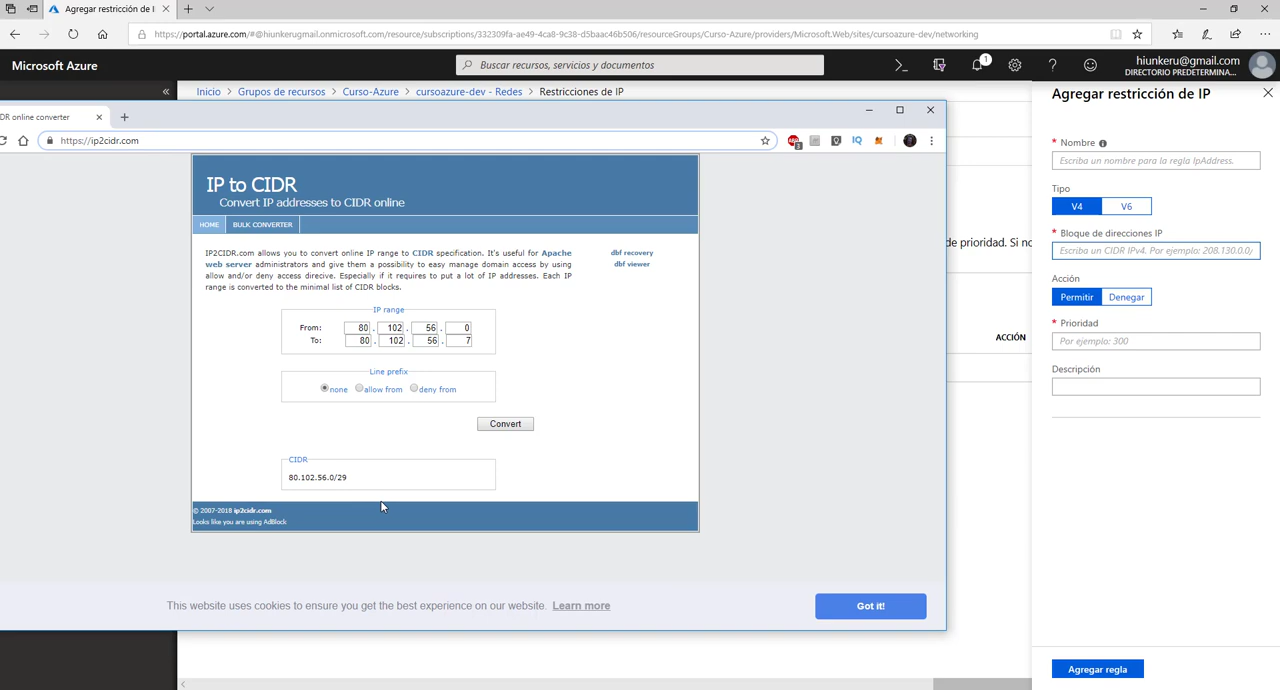 Agregar restricción de I
https://portal.azure.com/#@hiunkerugmail.onmicrosoft.com/resource/subscriptions/332309fa-ae49-4ca8-9c38-d5baac46b506/resourceGroups/Curso-Azure/providers/Microsoft.Web/sites/cursoazure-dev/networking
Microsoft Azure
Buscar recursos, servicios y documentos
1
hiunkeru@gmail.com
DIRECTORIO PREDETERMINA...
Inicio > Grupos de recursos > Curso-Azure > cursoazure-dev - Redes > Restricciones de IP
DR online converter
https://ip2cidr.com
IP to CIDR
Convert IP addresses to CIDR online
HOME
BULK CONVERTER
IP2CIDR.com allows you to convert online IP range to CIDR specification. It's useful for Apache
web server administrators and give them a possibility to easy manage domain access by using
allow and/or deny access direcive. Especially if it requires to put a lot of IP addresses. Each IP
range is converted to the minimal list of CIDR blocks.
dbf recovery
dbf viewer
IP range
From: 80 . 102 . 56 . 0
To: 80 . 102 . 56 . 7
Line prefix
none allow from deny from
Convert
CIDR
80.102.56.0/29
© 2007-2018 ip2cidr.com
Looks like you are using AdBlock
This website uses cookies to ensure you get the best experience on our website. Learn more
Got it!
de prioridad. Si no
ACCIÓN
Agregar restricción de IP
* Nombre
Escriba un nombre para la regla IpAddress.
Tipo
V4 V6
* Bloque de direcciones IP
Escriba un CIDR IPv4. Por ejemplo: 208.130.0.0/
Acción
Permitir Denegar
* Prioridad
Por ejemplo: 300
Descripción
Agregar regla